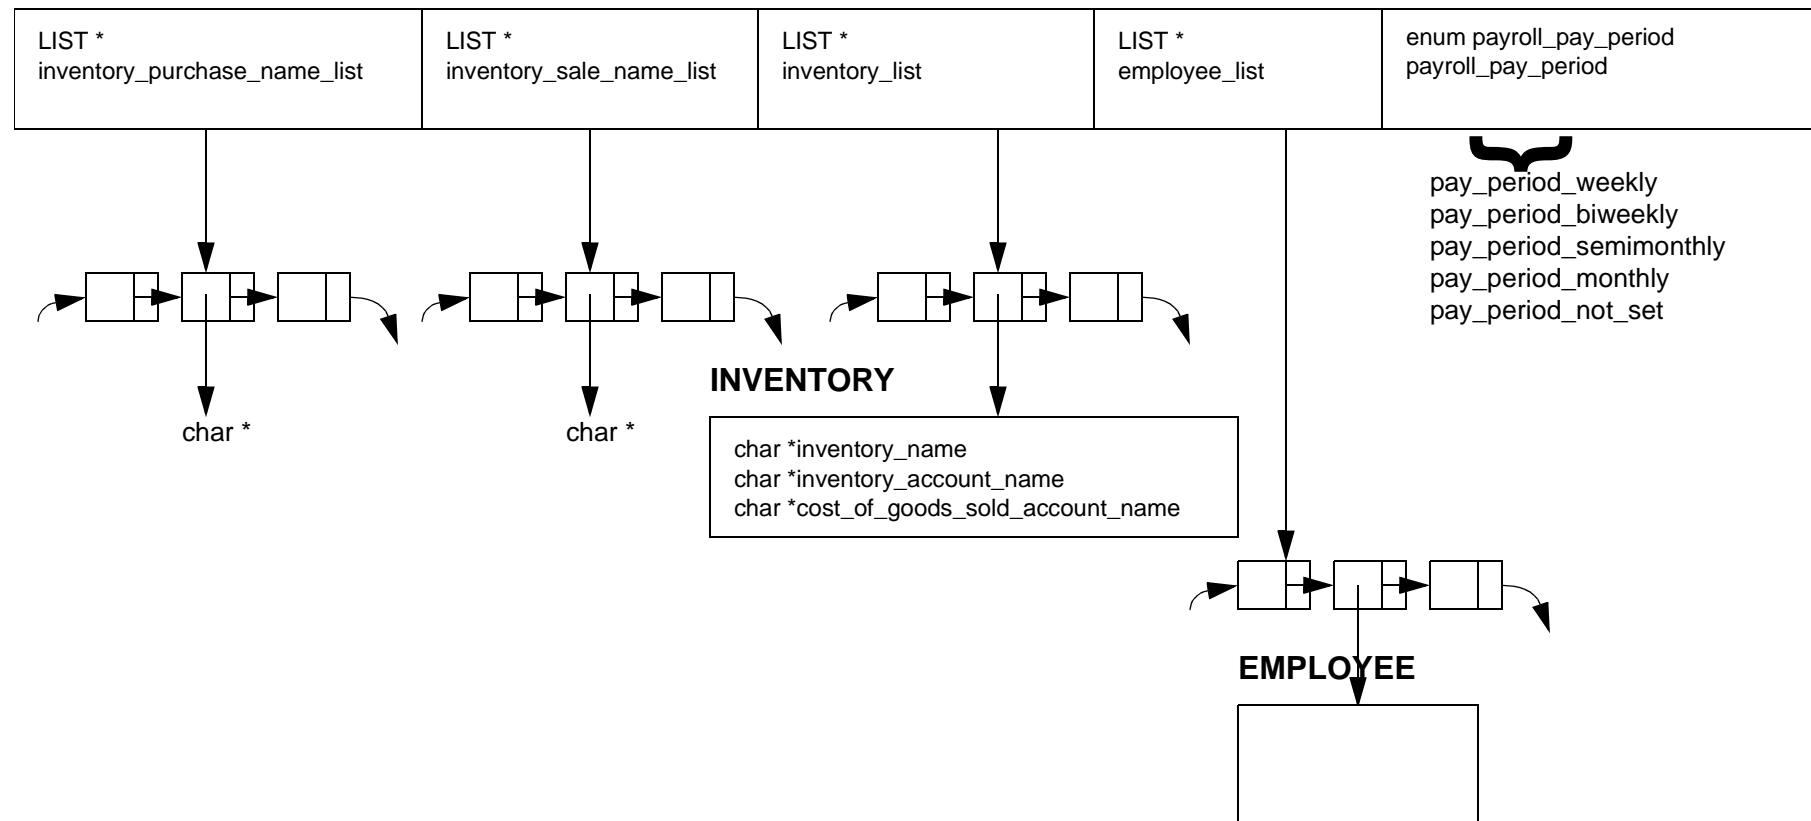 LIST *
inventory_purchase_name_list
LIST *
inventory_sale_name_list
LIST *
inventory_list
LIST *
employee_list
enum payroll_pay_period
payroll_pay_period
pay_period_weekly
pay_period_biweekly
pay_period_semimonthly
pay_period_monthly
pay_period_not_set
char *
char *
INVENTORY
char *inventory_name
char *inventory_account_name
char *cost_of_goods_sold_account_name
EMPLOYEE